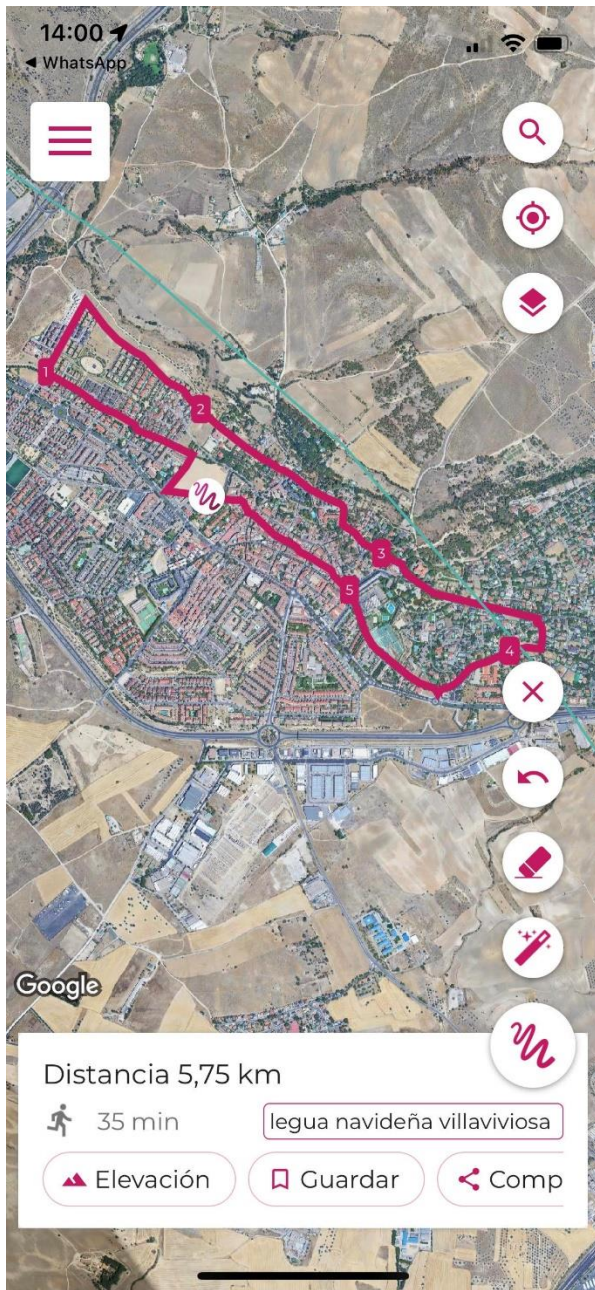 14:00
◄ WhatsApp
1
2
3
5
4
Google
Distancia 5,75 km
35 min
legua navideña villaviviosa
Elevación
Guardar
Comp